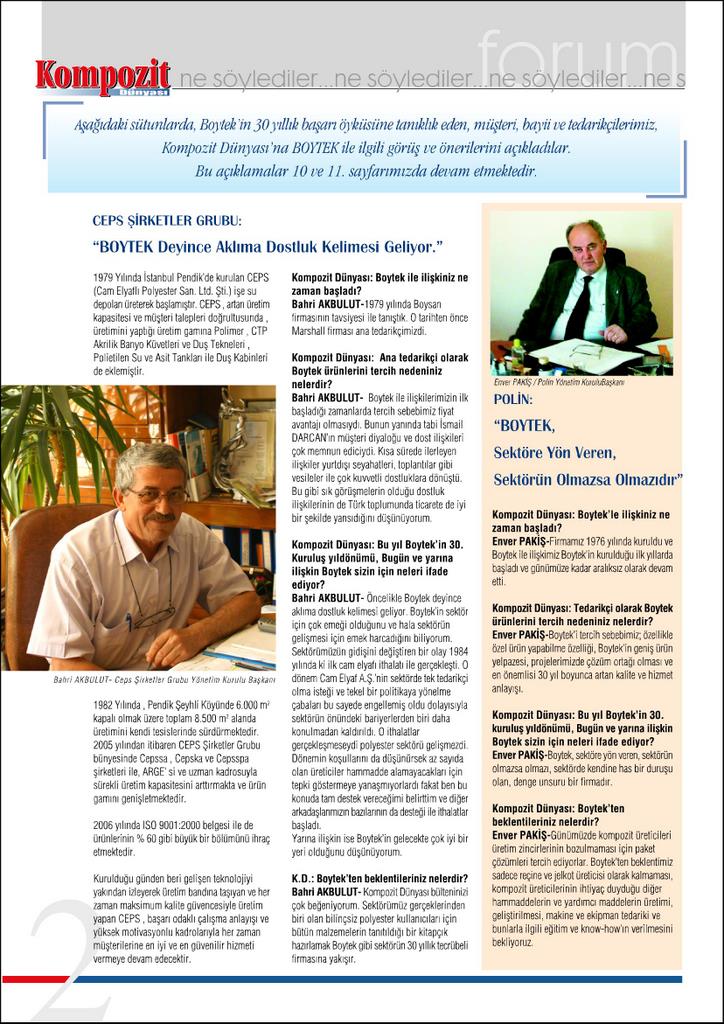 forum
Kompozit
Dünyası
ne söylediler...ne söylediler...ne söylediler...ne s
Aşağıdaki sütunlarda, Boytek'in 30 yıllık başarı öyküsüne tanıklık eden, müşteri, bayii ve tedarikçilerimiz,
Kompozit Dünyası'na BOYTEK ile ilgili görüş ve önerilerini açıkladılar.
Bu açıklamalar 10 ve 11. sayfarımızda devam etmektedir.
CEPS ŞİRKETLER GRUBU:
“BOYTEK Deyince Aklıma Dostluk Kelimesi Geliyor.”
1979 Yılında İstanbul Pendik'de kurulan CEPS
(Cam Elyatlı Polyester San. Ltd. Şti.) işe su
depoları üreterek başlamıştır. CEPS , artan üretim
kapasitesi ve müşteri talepleri doğrultusunda ,
üretimini yaptığı üretim gamına Polimer , CTP
Akrilik Banyo Küvetleri ve Duş Tekneleri ,
Polietilen Su ve Asit Tankları ile Duş Kabinleri
de eklemiştir.
Bahri AKBULUT- Ceps Şirketler Grubu Yönetim Kurulu Başkanı
1982 Yılında , Pendik Şeyhli Köyünde 6.000 m²
kapalı olmak üzere toplam 8.500 m² alanda
üretimini kendi tesislerinde sürdürmektedir.
2005 yılından itibaren CEPS Şirketler Grubu
bünyesinde Cepssa , Cepska ve Cepsspa
şirketleri ile, ARGE' si ve uzman kadrosuyla
sürekli üretim kapasitesini arttırmakta ve ürün
gamını genişletmektedir.
2006 yılında ISO 9001:2000 belgesi ile de
ürünlerinin % 60 gibi büyük bir bölümünü ihraç
etmektedir.
Kurulduğu günden beri gelişen teknolojiyi
yakından izleyerek üretim bandına taşıyan ve her
zaman maksimum kalite güvencesiyle üretim
yapan CEPS , başarı odaklı çalışma anlayışı ve
yüksek motivasyonlu kadrolarıyla her zaman
müşterilerine en iyi ve en güvenilir hizmeti
vermeye devam edecektir.
Kompozit Dünyası: Boytek ile ilişkiniz ne
zaman başladı?
Bahri AKBULUT-1979 yılında Boysan
firmasının tavsiyesi ile tanıştık. O tarihten önce
Marshall firması ana tedarikçimizdi.
Kompozit Dünyası: Ana tedarikçi olarak
Boytek ürünlerini tercih nedeniniz
nelerdir?
Bahri AKBULUT- Boytek ile ilişkilerimizin ilk
başladığı zamanlarda tercih sebebimiz fiyat
avantajı olmasıydı. Bunun yanında tabi İsmail
DARCAN'ın müşteri diyaloğu ve dost ilişkileri
çok memnun ediciydi. Kısa sürede ilerleyen
ilişkiler yurtdışı seyahatleri, toplantılar gibi
vesileler ile çok kuvvetli dostluklara dönüştü.
Bu gibi sık görüşmelerin olduğu dostluk
ilişkilerinin de Türk toplumunda ticarete de iyi
bir şekilde yansıdığını düşünüyorum.
Kompozit Dünyası: Bu yıl Boytek'in 30.
Kuruluş yıldönümü, Bugün ve yarına
ilişkin Boytek sizin için neleri ifade
ediyor?
Bahri AKBULUT- Öncelikle Boytek deyince
aklıma dostluk kelimesi geliyor. Boytek'in sektör
için çok emeği olduğunu ve hala sektörün
gelişmesi için emek harcadığını biliyorum.
Sektörümüzün gidişini değiştiren bir olay 1984
yılında ki ilk cam elyafı ithalatı ile gerçekleşti. O
dönem Cam Elyaf A.Ş.'nin sektörde tek tedarikçi
olma isteği ve tekel bir politikaya yönelme
çabaları bu sayede engellemiş oldu dolayısıyla
sektörün önündeki bariyerlerden biri daha
konulmadan kaldırıldı. O ithalatlar
gerçekleşmeseydi polyester sektörü gelişmezdi.
Dönemin koşullarını da düşünürsek az sayıda
olan üreticiler hammadde alamayacakları için
tepki göstermeye yanaşmıyorlardı fakat ben bu
konuda tam destek vereceğimi belirttim ve diğer
arkadaşlarımızın bazılarının da desteği ile ithalatlar
başladı.
Yarına ilişkin ise Boytek'in gelecekte çok iyi bir
yeri olduğunu düşünüyorum.
K.D.: Boytek'ten beklentileriniz nelerdir?
Bahri AKBULUT- Kompozit Dünyası bülteninizi
çok beğeniyorum. Sektörümüz gerçeklerinden
biri olan bilinçsiz polyester kullanıcıları için
bütün malzemelerin tanıtıldığı bir kitapçık
hazırlamak Boytek gibi sektörün 30 yıllık tecrübeli
firmasına yakışır.
Enver PAKİŞ / Polin Yönetim KuruluBaşkanı
POLİN:
“BOYTEK,
Sektöre Yön Veren,
Sektörün Olmazsa Olmazıdır”
Kompozit Dünyası: Boytek'le ilişkiniz ne
zaman başladı?
Enver PAKİŞ-Firmamız 1976 yılında kuruldu ve
Boytek ile ilişkimiz Boytek'in kurulduğu ilk yıllarda
başladı ve günümüze kadar aralıksız olarak devam
etti.
Kompozit Dünyası: Tedarikçi olarak Boytek
ürünlerini tercih nedeniniz nelerdir?
Enver PAKİŞ-Boytek'i tercih sebebimiz; özellikle
özel ürün yapabilme özelliği, Boytek'in geniş ürün
yelpazesi, projelerimizde çözüm ortağı olması ve
en önemlisi 30 yıl boyunca artan kalite ve hizmet
anlayışı.
Kompozit Dünyası: Bu yıl Boytek'in 30.
kuruluş yıldönümü, Bugün ve yarına ilişkin
Boytek sizin için neleri ifade ediyor?
Enver PAKİŞ-Boytek, sektöre yön veren, sektörün
olmazsa olmazı, sektörde kendine has bir duruşu
olan, denge unsuru bir firmadır.
Kompozit Dünyası: Boytek'ten
beklentileriniz nelerdir?
Enver PAKİŞ-Günümüzde kompozit üreticileri
üretim zincirlerinin bozulmaması için paket
çözümleri tercih ediyorlar. Boytek'ten beklentimiz
sadece reçine ve jelkot üreticisi olarak kalmaması,
kompozit üreticilerinin ihtiyaç duyduğu diğer
hammaddelerin ve yardımcı maddelerin üretimi,
geliştirilmesi, makine ve ekipman tedariki ve
bunlarla ilgili eğitim ve know-how'ın verilmesini
bekliyoruz.
2